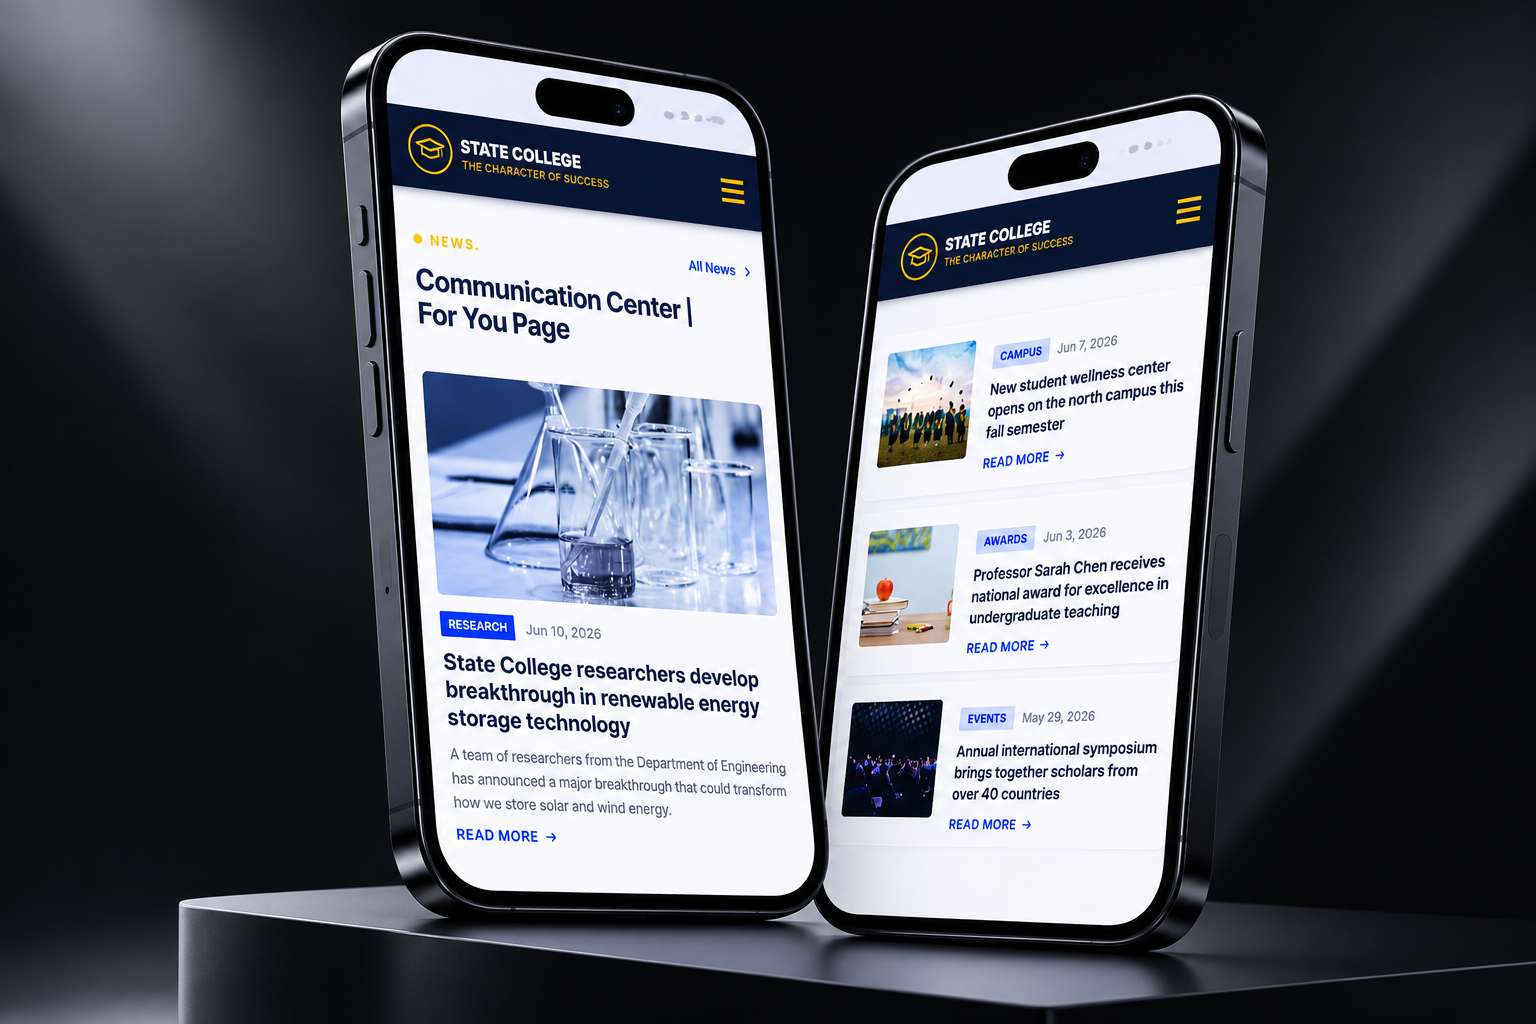 STATE COLLEGE
THE CHARACTER OF SUCCESS
NEWS.
All News >
Communication Center |
For You Page
RESEARCH Jun 10, 2026
State College researchers develop
breakthrough in renewable energy
storage technology
A team of researchers from the Department of Engineering
has announced a major breakthrough that could transform
how we store solar and wind energy.
READ MORE →
STATE COLLEGE
THE CHARACTER OF SUCCESS
CAMPUS Jun 7, 2026
New student wellness center
opens on the north campus this
fall semester
READ MORE →
AWARDS Jun 3, 2026
Professor Sarah Chen receives
national award for excellence in
undergraduate teaching
READ MORE →
EVENTS May 29, 2026
Annual international symposium
brings together scholars from
over 40 countries
READ MORE →